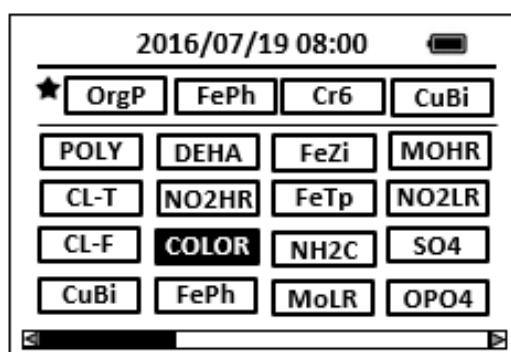 2016/07/19 08:00
OrgP FePh Cr6 CuBi
POLY DEHA FeZi MOHR
CL-T NO2HR FeTp NO2LR
CL-F COLOR NH2C SO4
CuBi FePh MoLR OPO4